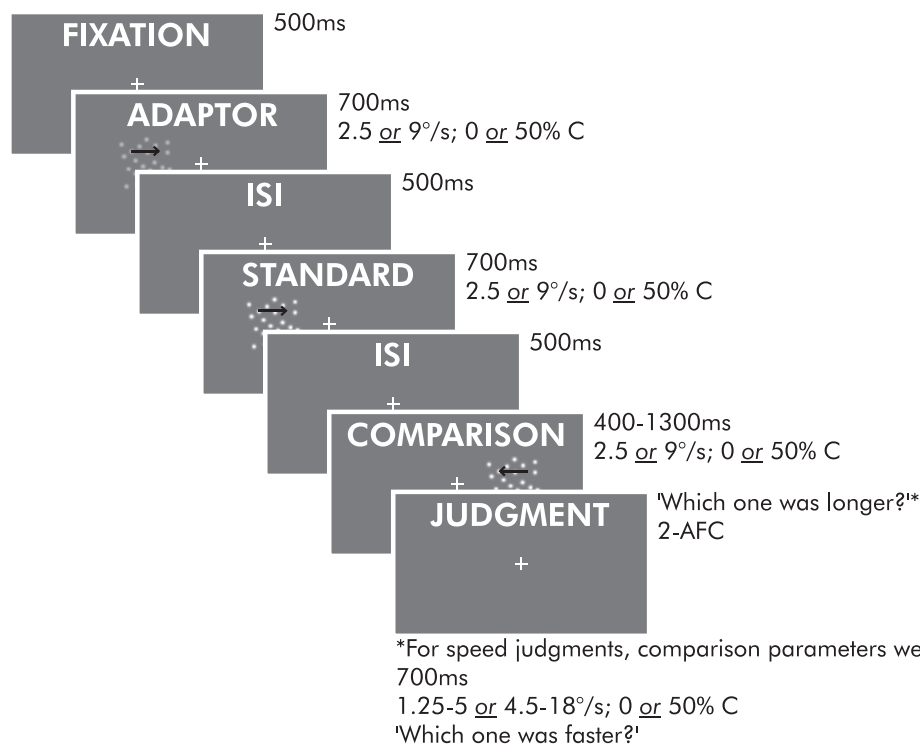 FIXATION
500ms
ADAPTOR
700ms
2.5 or 9°/s; 0 or 50% C
ISI
500ms
STANDARD
700ms
2.5 or 9°/s; 0 or 50% C
ISI
500ms
COMPARISON
400-1300ms
2.5 or 9°/s; 0 or 50% C
JUDGMENT
'Which one was longer?'*
2-AFC
*For speed judgments, comparison parameters we
700ms
1.25-5 or 4.5-18°/s; 0 or 50% C
'Which one was faster?'